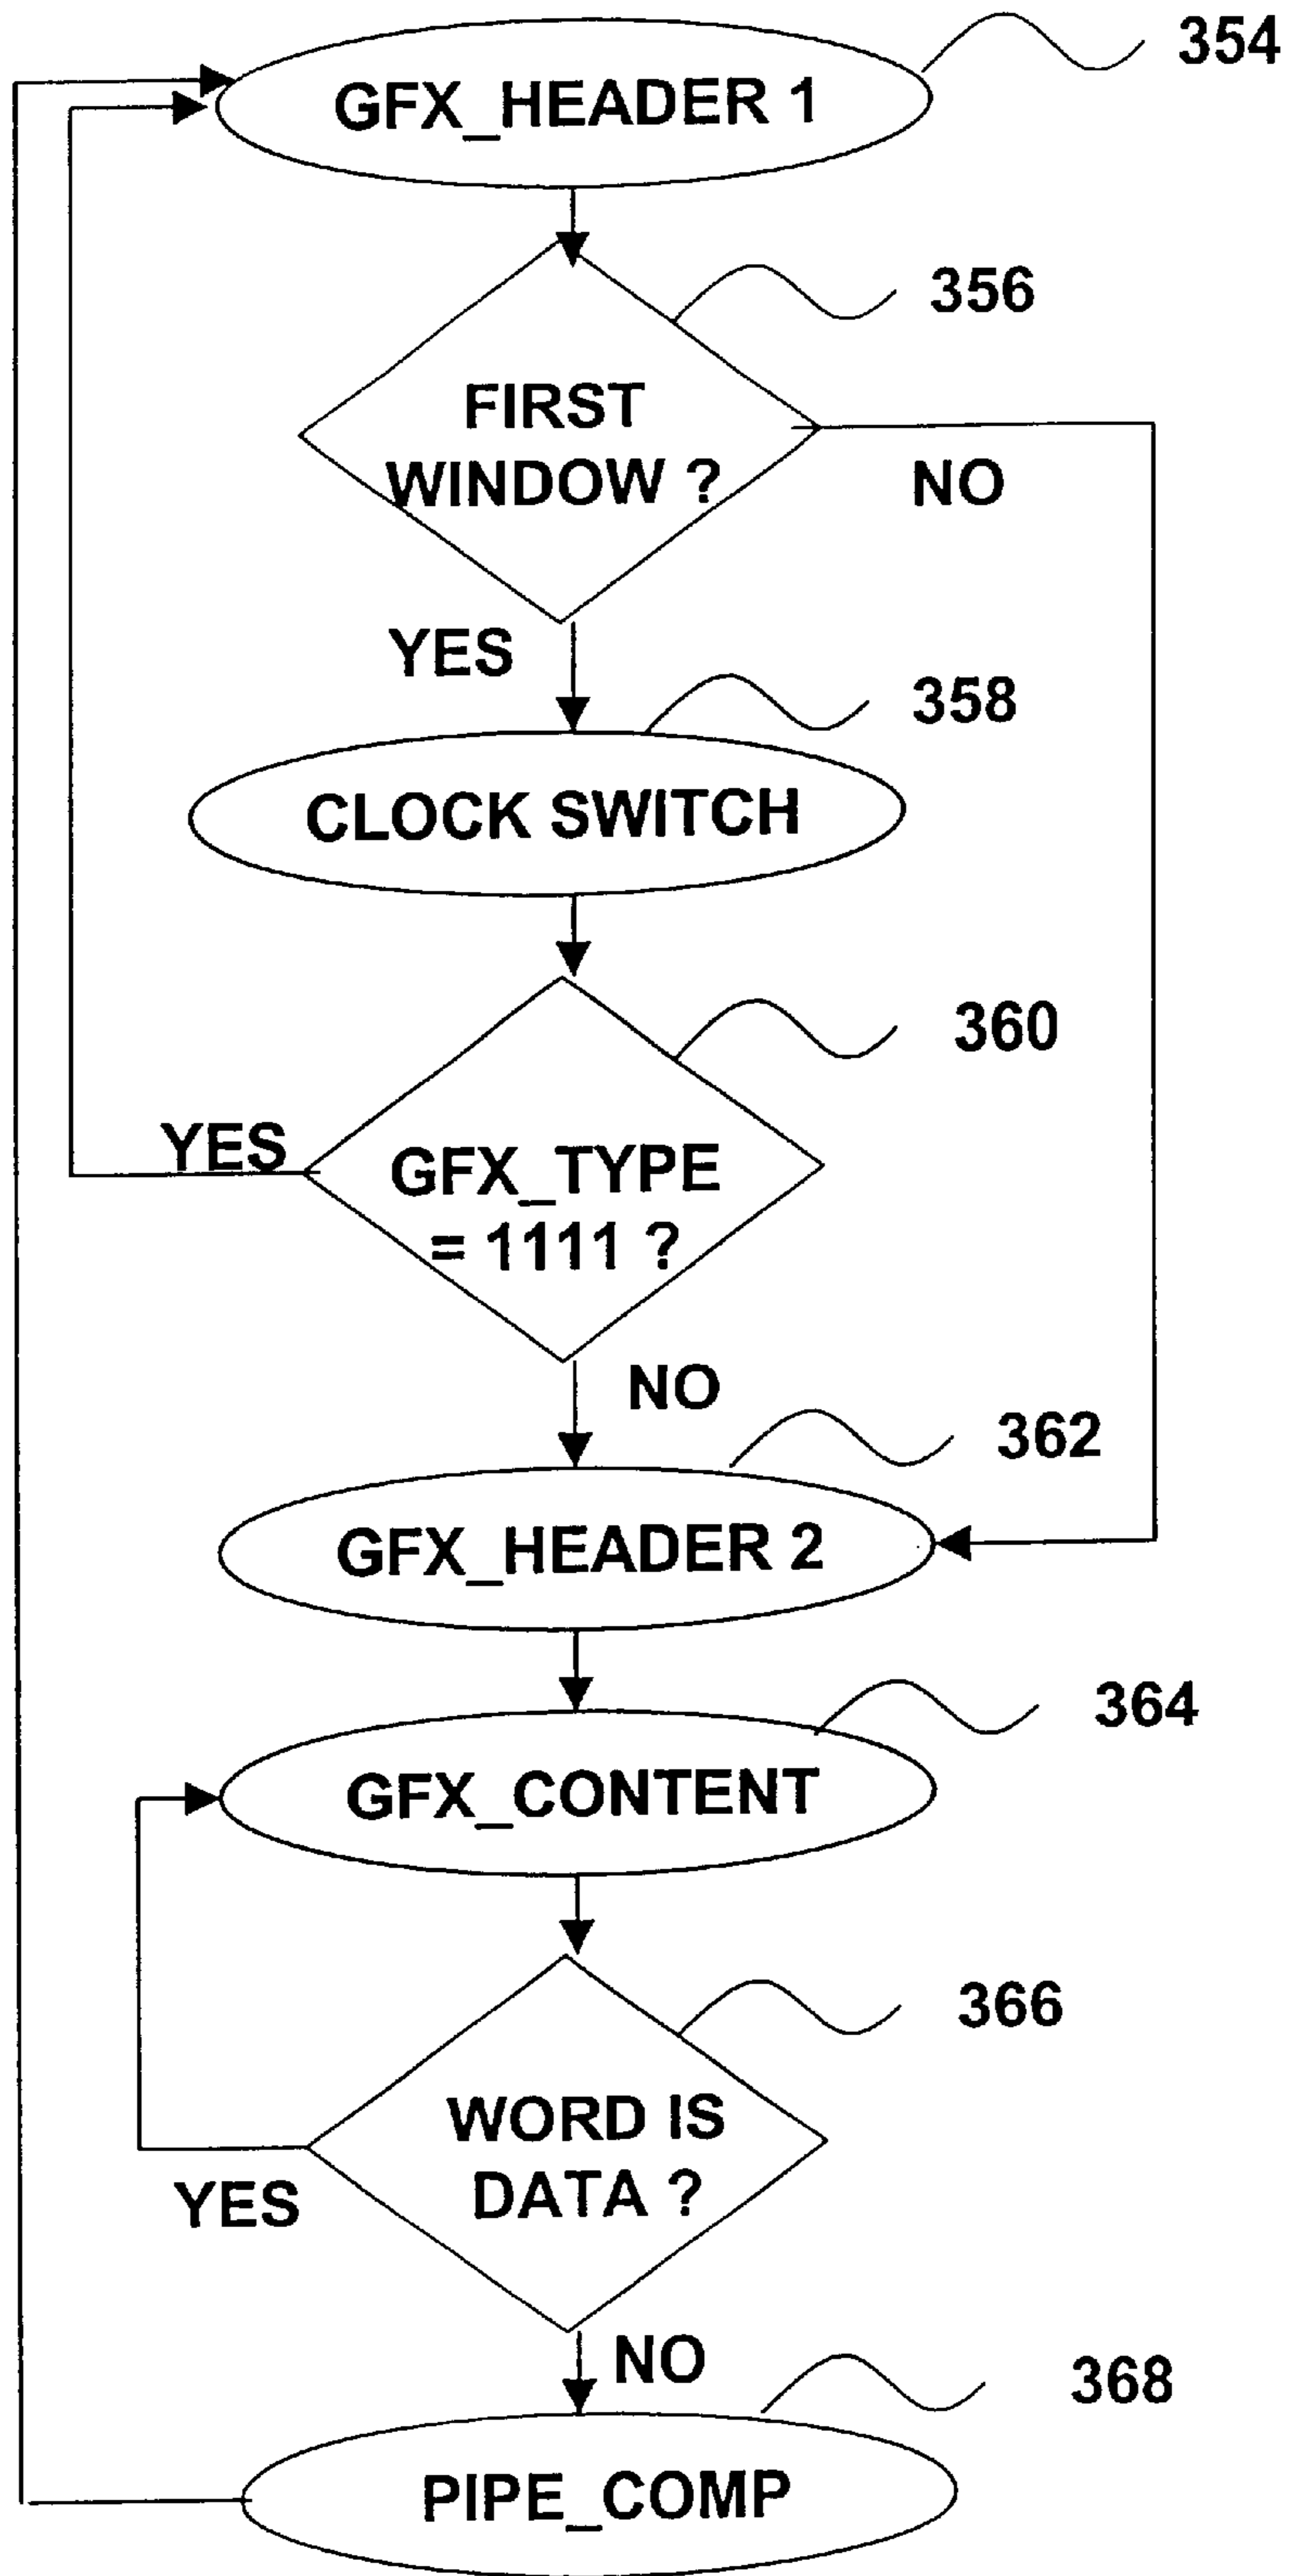 354
GFX_HEADER 1
356
FIRST
WINDOW ?
NO
YES
358
CLOCK SWITCH
360
YES
GFX_TYPE
= 1111 ?
NO
362
GFX_HEADER 2
364
GFX_CONTENT
366
WORD IS
DATA ?
YES
NO
368
PIPE_COMP